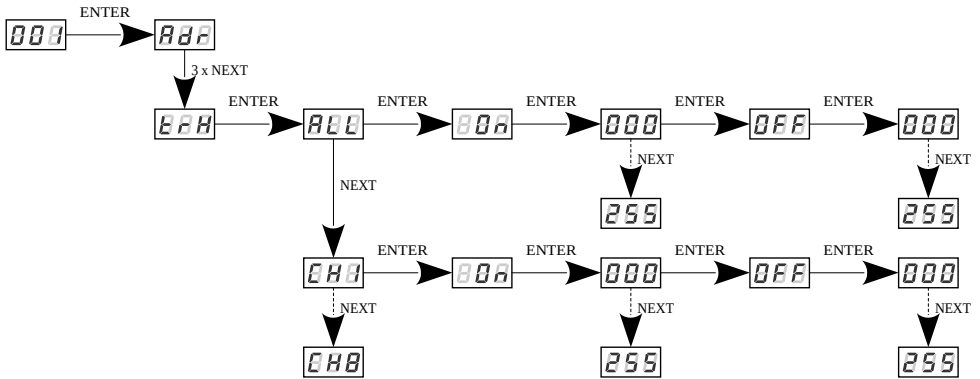 ENTER
001 Adr
3 x NEXT
ENTER ENTER ENTER ENTER ENTER
trH ALL On 000 OFF 000
NEXT NEXT
NEXT
255 255
ENTER ENTER ENTER ENTER
CH1 On 000 OFF 000
NEXT NEXT NEXT
CH8 255 255